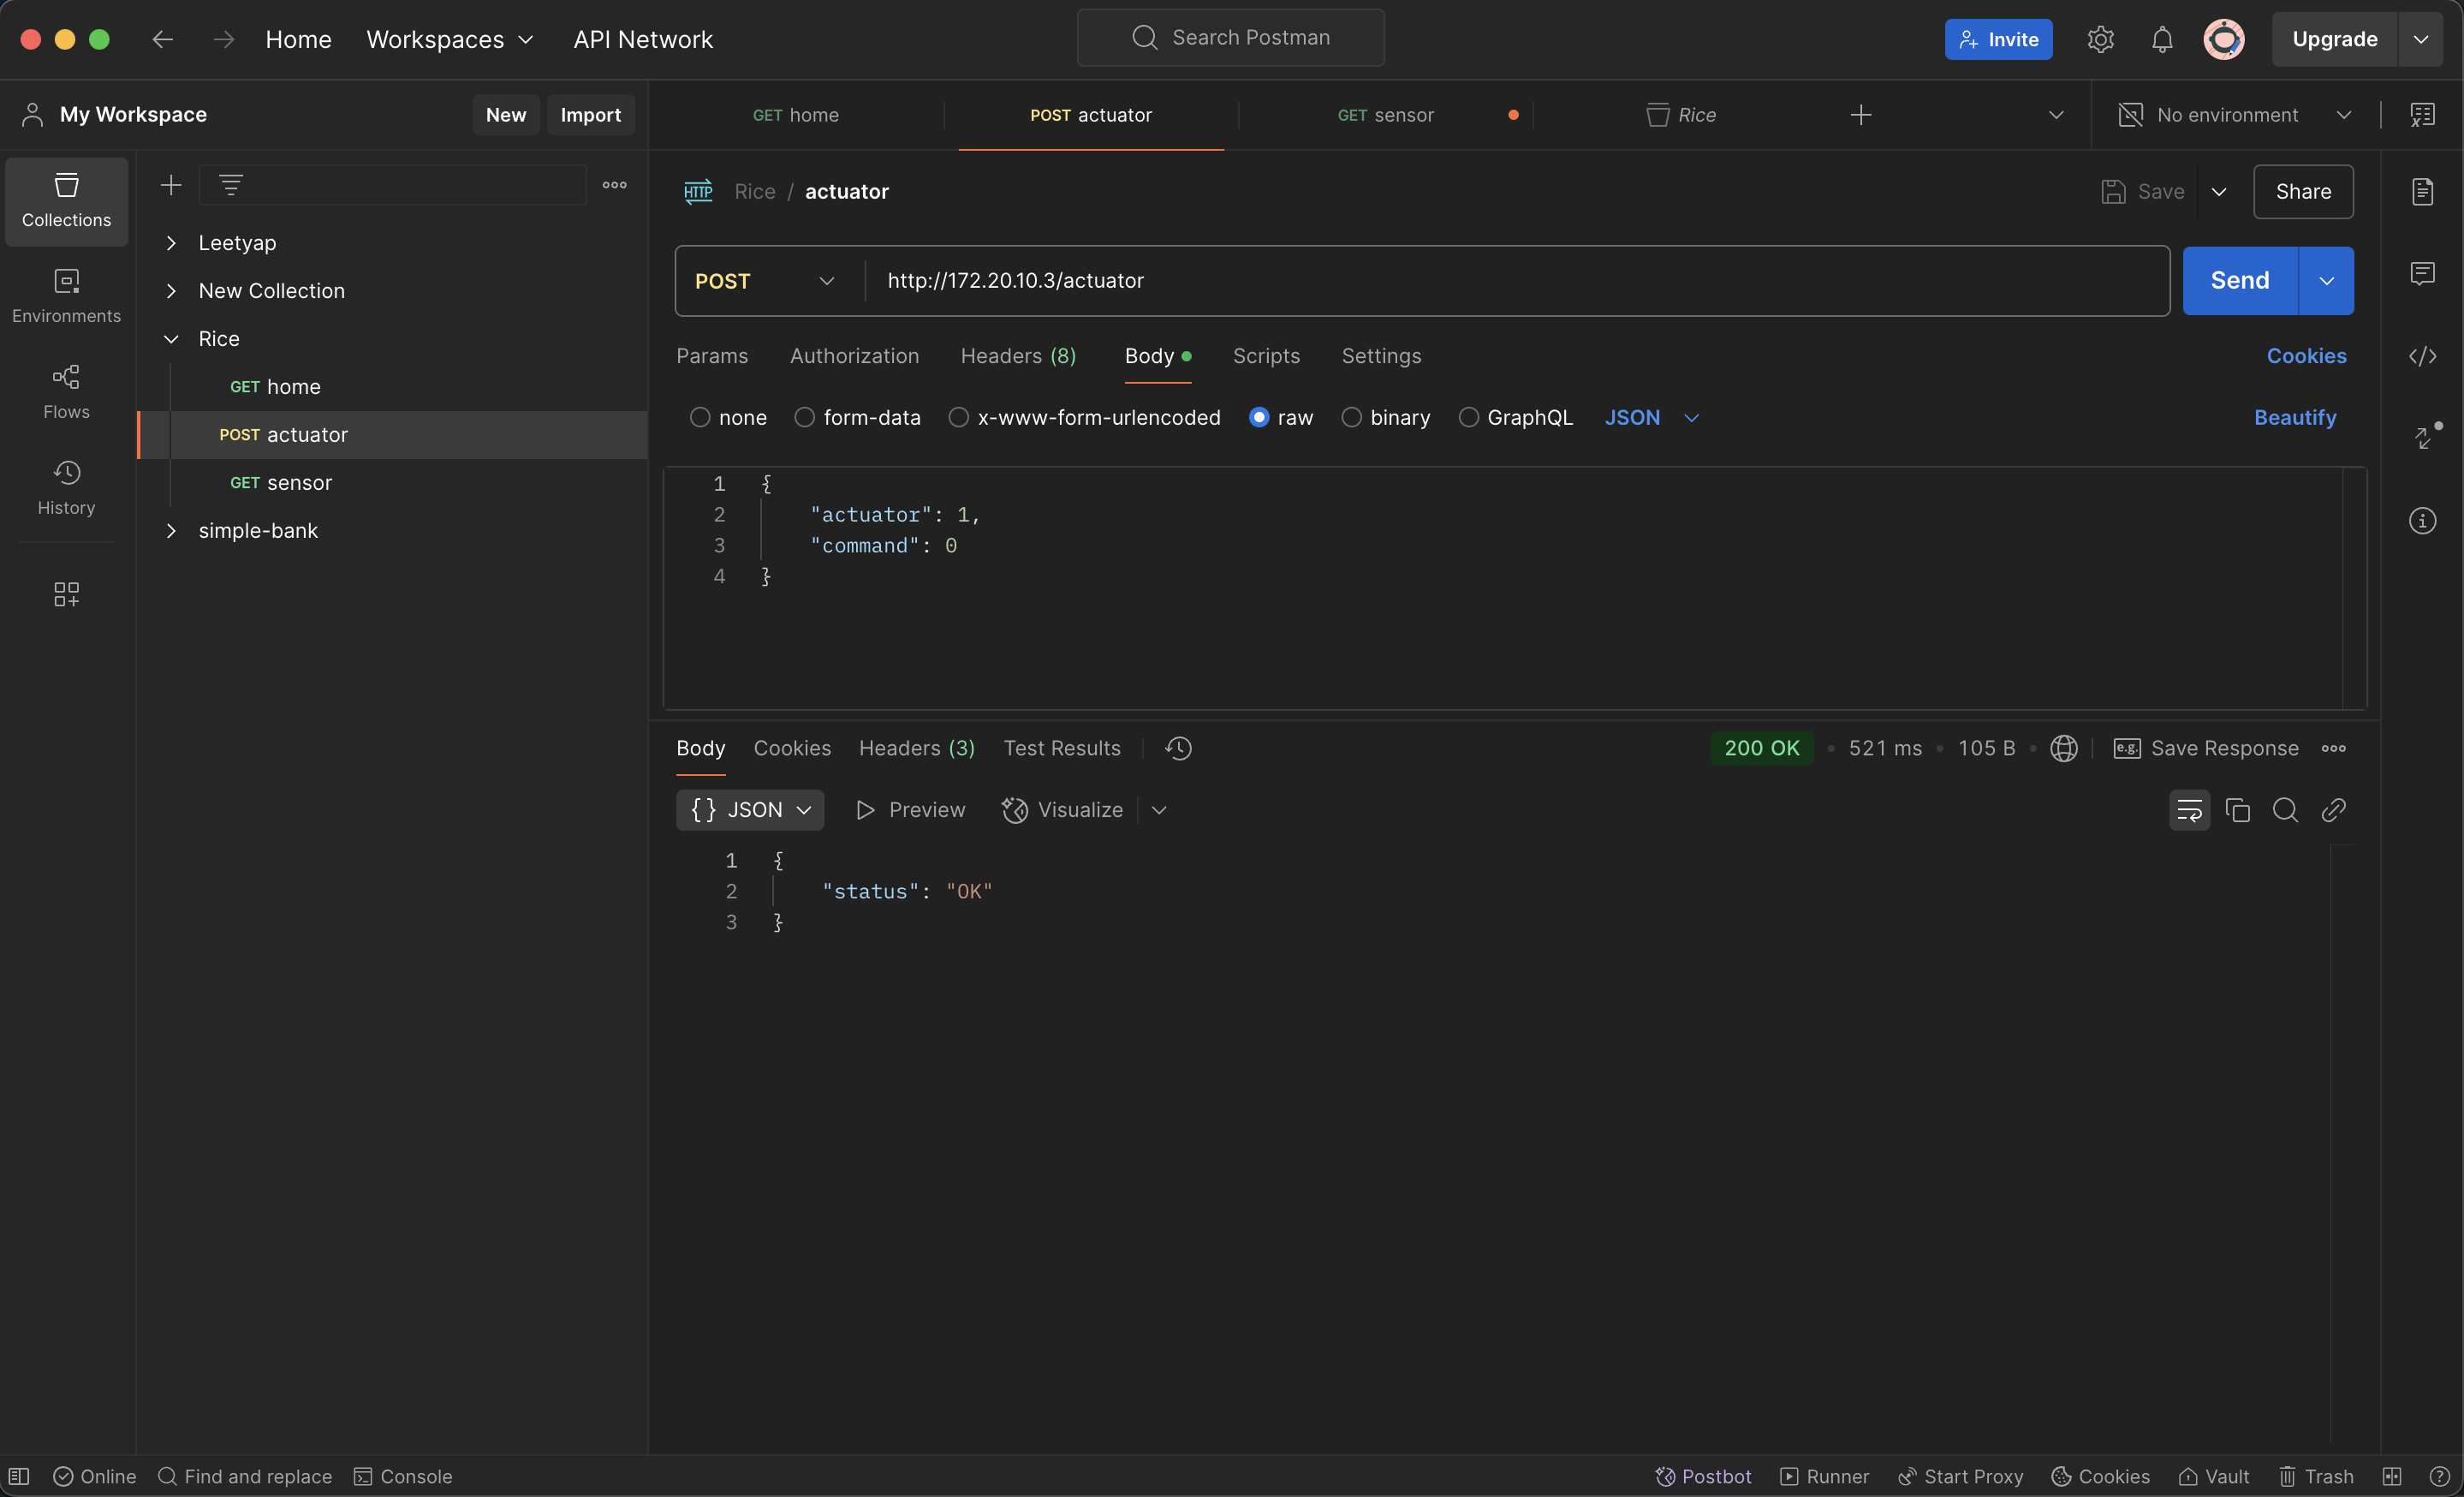 Home Workspaces API Network Search Postman Invite Upgrade
My Workspace New Import GET home POST actuator GET sensor Rice No environment
Collections
Environments
Flows
History
Leetyap
New Collection
Rice
GET home
POST actuator
GET sensor
simple-bank
HTTP Rice / actuator Save Share
POST http://172.20.10.3/actuator Send
Params Authorization Headers (8) Body Scripts Settings Cookies
none form-data x-www-form-urlencoded raw binary GraphQL JSON Beautify
1 {
2 "actuator": 1,
3 "command": 0
4 }
Body Cookies Headers (3) Test Results 200 OK • 521 ms • 105 B • e.g. Save Response
{} JSON Preview Visualize
1 {
2 "status": "OK"
3 }
Online Find and replace Console Postbot Runner Start Proxy Cookies Vault Trash